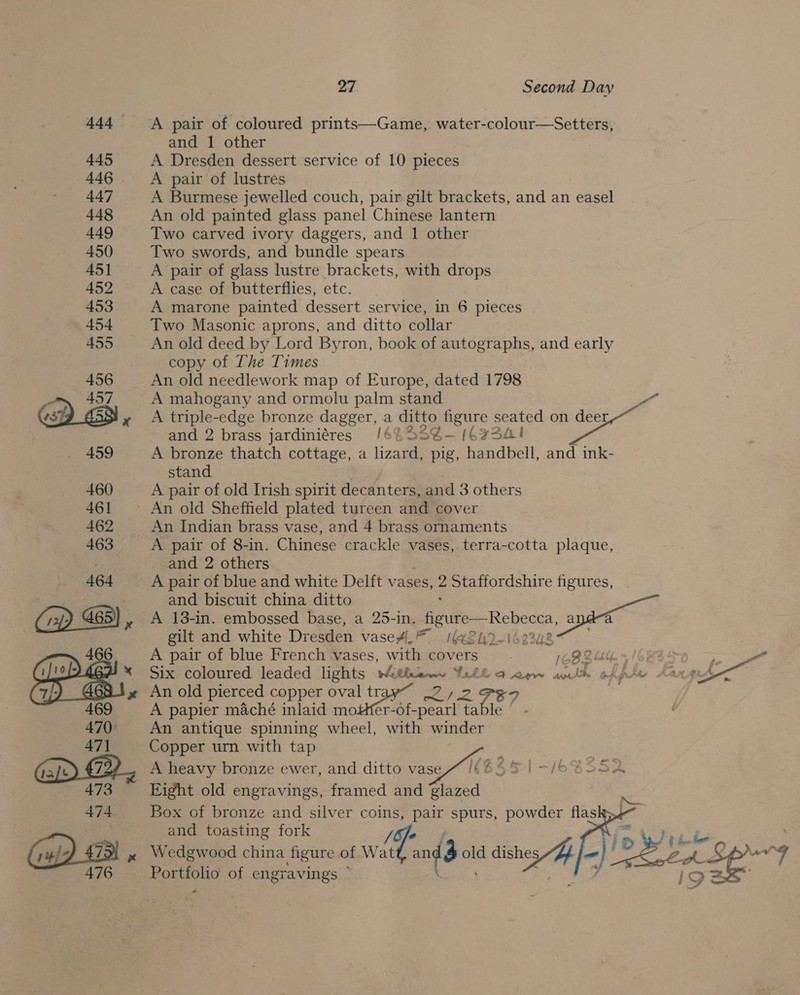 27 Second Day
444 A pair of coloured prints—Game, water-colour—Setters,
and 1 other
445 A Dresden dessert service of 10 pieces
446 A pair of lustres
447 A Burmese jewelled couch, pair gilt brackets, and an easel
448 An old painted glass panel Chinese lantern
449 Two carved ivory daggers, and 1 other
450 Two swords, and bundle spears
451 A pair of glass lustre brackets, with drops
452 A case of butterflies, etc.
453 A marone painted dessert service, in 6 pieces
454 Two Masonic aprons, and ditto collar
455 An old deed by Lord Byron, book of autographs, and early
copy of The Times
456 An old needlework map of Europe, dated 1798
457 A mahogany and ormolu palm stand
458 x A triple-edge bronze dagger, a ditto figure seated on deer,
and 2 brass jardinières
459 A bronze thatch cottage, a lizard, pig, handbell, and ink-
stand
460 A pair of old Irish spirit decanters, and 3 others
461 An old Sheffield plated tureen and cover
462 An Indian brass vase, and 4 brass ornaments
463 A pair of 8-in. Chinese crackle vases, terra-cotta plaque,
and 2 others
464 A pair of blue and white Delft vases, 2 Staffordshire figures,
and biscuit china ditto
465 x A 13-in. embossed base, a 25-in. figure—Rebecca, and a
gilt and white Dresden vase
466 A pair of blue French vases, with covers
467 x Six coloured leaded lights
468 x An old pierced copper oval tray
469 A papier mâché inlaid mother-of-pearl table
470 An antique spinning wheel, with winder
471 Copper urn with tap
472 x A heavy bronze ewer, and ditto vase
473 Eight old engravings, framed and glazed
474 Box of bronze and silver coins, pair spurs, powder flask
and toasting fork
475 x Wedgwood china figure of Watt, and 3 old dishes
476 Portfolio of engravings